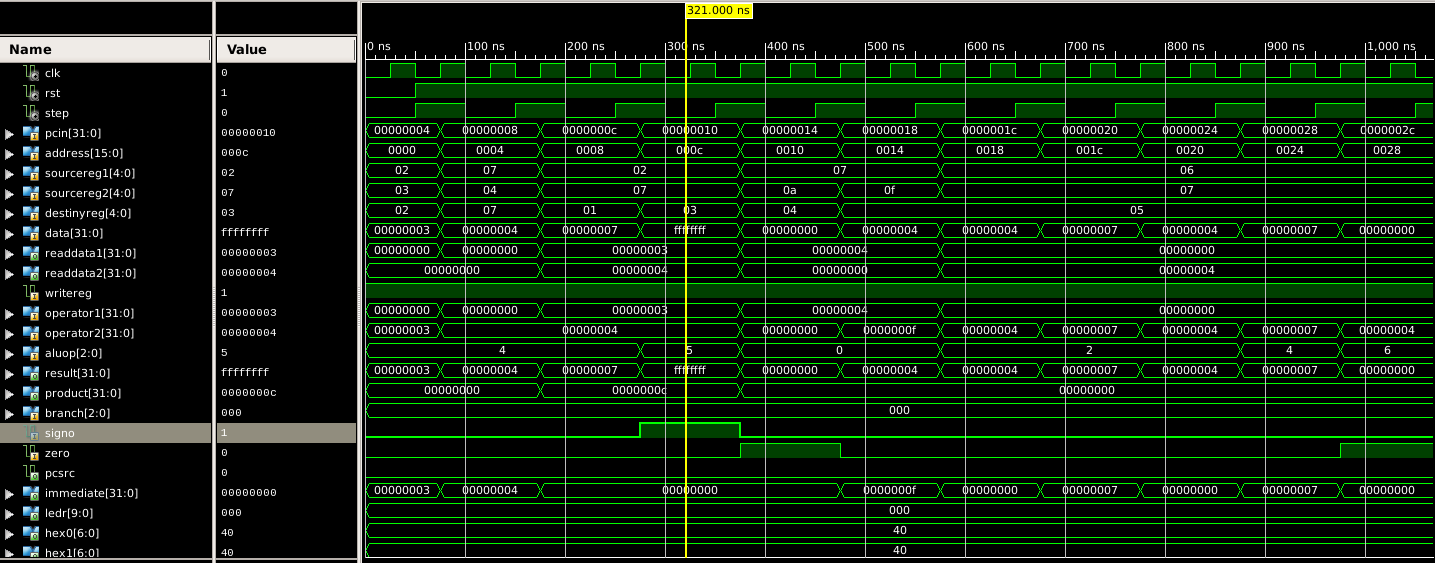 321.000 ns
Name Value
0 ns 100 ns 200 ns 300 ns 400 ns 500 ns 600 ns 700 ns 800 ns 900 ns 1,000 ns
clk 0
rst 1
step 0
pcin[31:0] 00000010 00000004 00000008 0000000c 00000010 00000014 00000018 0000001c 00000020 00000024 00000028 0000002c
address[15:0] 000c 0000 0004 0008 000c 0010 0014 0018 001c 0020 0024 0028
sourcereg1[4:0] 02 02 07 02 07 06
sourcereg2[4:0] 07 03 04 07 0a 0f 07
destinyreg[4:0] 03 02 07 01 03 04 05
data[31:0] ffffffff 00000003 00000004 00000007 ffffffff 00000000 00000004 00000004 00000007 00000004 00000007 00000000
readdata1[31:0] 00000003 00000000 00000000 00000003 00000004 00000000
readdata2[31:0] 00000004 00000000 00000004 00000000 00000004
writereg 1
operator1[31:0] 00000003 00000000 00000000 00000003 00000004 00000000
operator2[31:0] 00000004 00000003 00000004 00000000 0000000f 00000004 00000007 00000004 00000007 00000004
aluop[2:0] 5 4 5 0 2 4 6
result[31:0] ffffffff 00000003 00000004 00000007 ffffffff 00000000 00000004 00000004 00000007 00000004 00000007 00000000
product[31:0] 0000000c 00000000 0000000c 00000000
branch[2:0] 000 000
signo 1
zero 0
pcsrc 0
immediate[31:0] 00000000 00000003 00000004 00000000 0000000f 00000000 00000007 00000000 00000007 00000000
ledr[9:0] 000 000
hex0[6:0] 40 40
hex1[6:0] 40 40